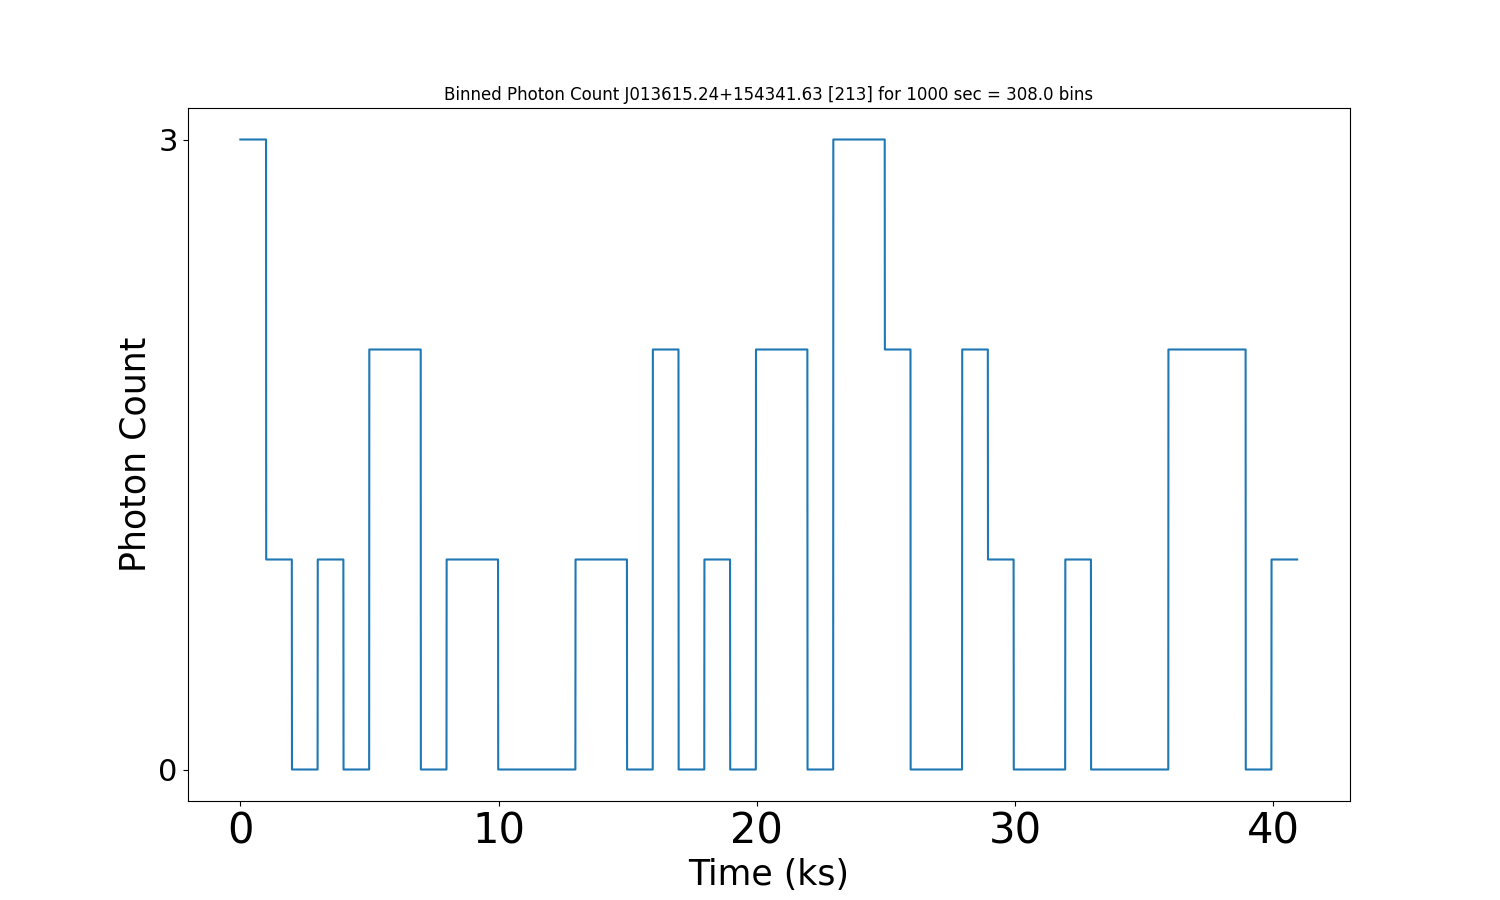 Binned Photon Count J013615.24+154341.63 [213] for 1000 sec = 308.0 bins
3
Photon Count
0
0 10 20 30 40
Time (ks)